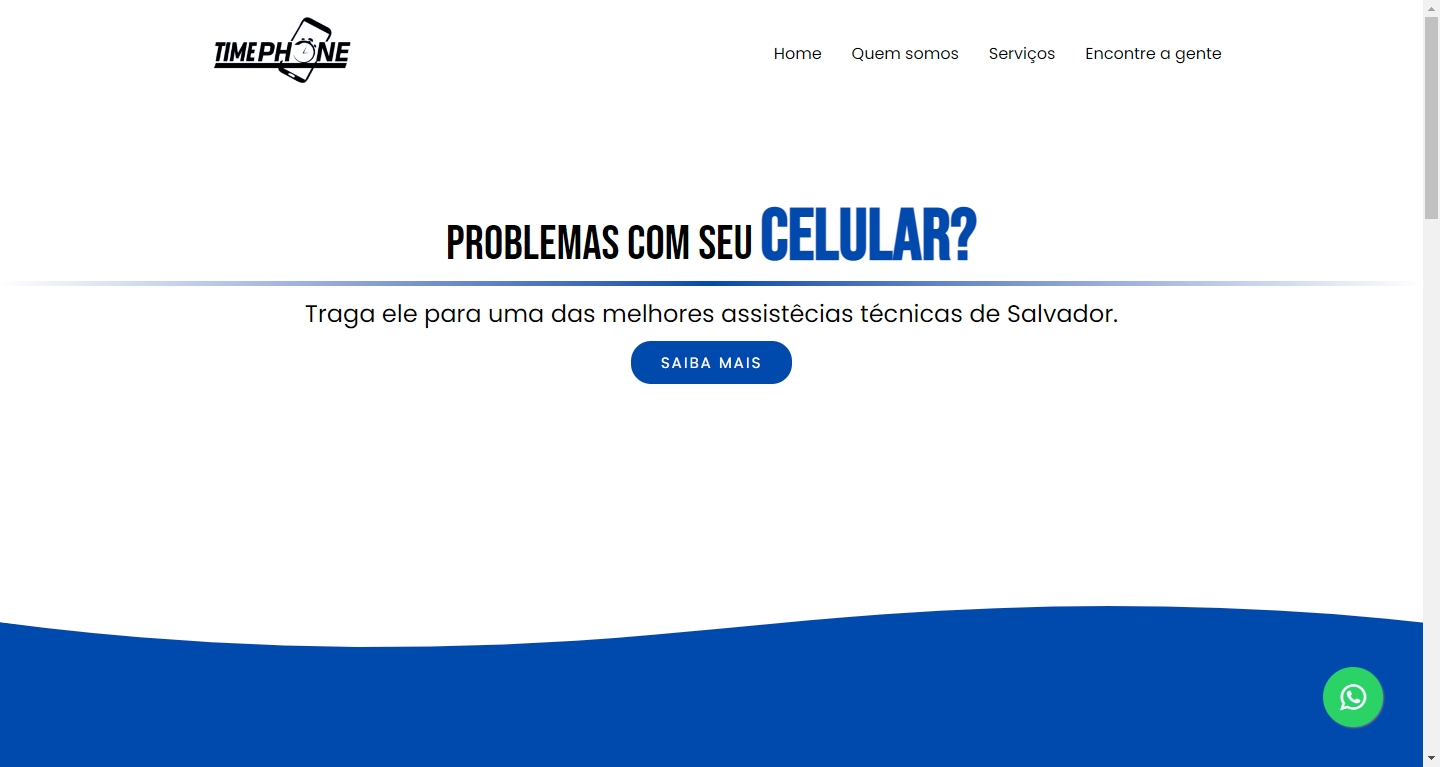 TIMEPHONE
Home Quem somos Serviços Encontre a gente
PROBLEMAS COM SEU CELULAR?
Traga ele para uma das melhores assistêcias técnicas de Salvador.
SAIBA MAIS